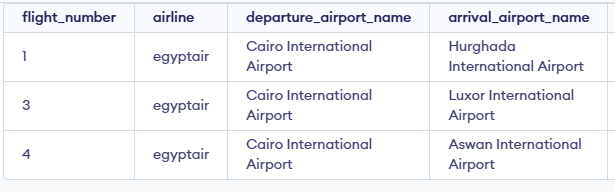 flight_number airline departure_airport_name arrival_airport_name
1 egyptair Cairo International Airport Hurghada International Airport
3 egyptair Cairo International Airport Luxor International Airport
4 egyptair Cairo International Airport Aswan International Airport